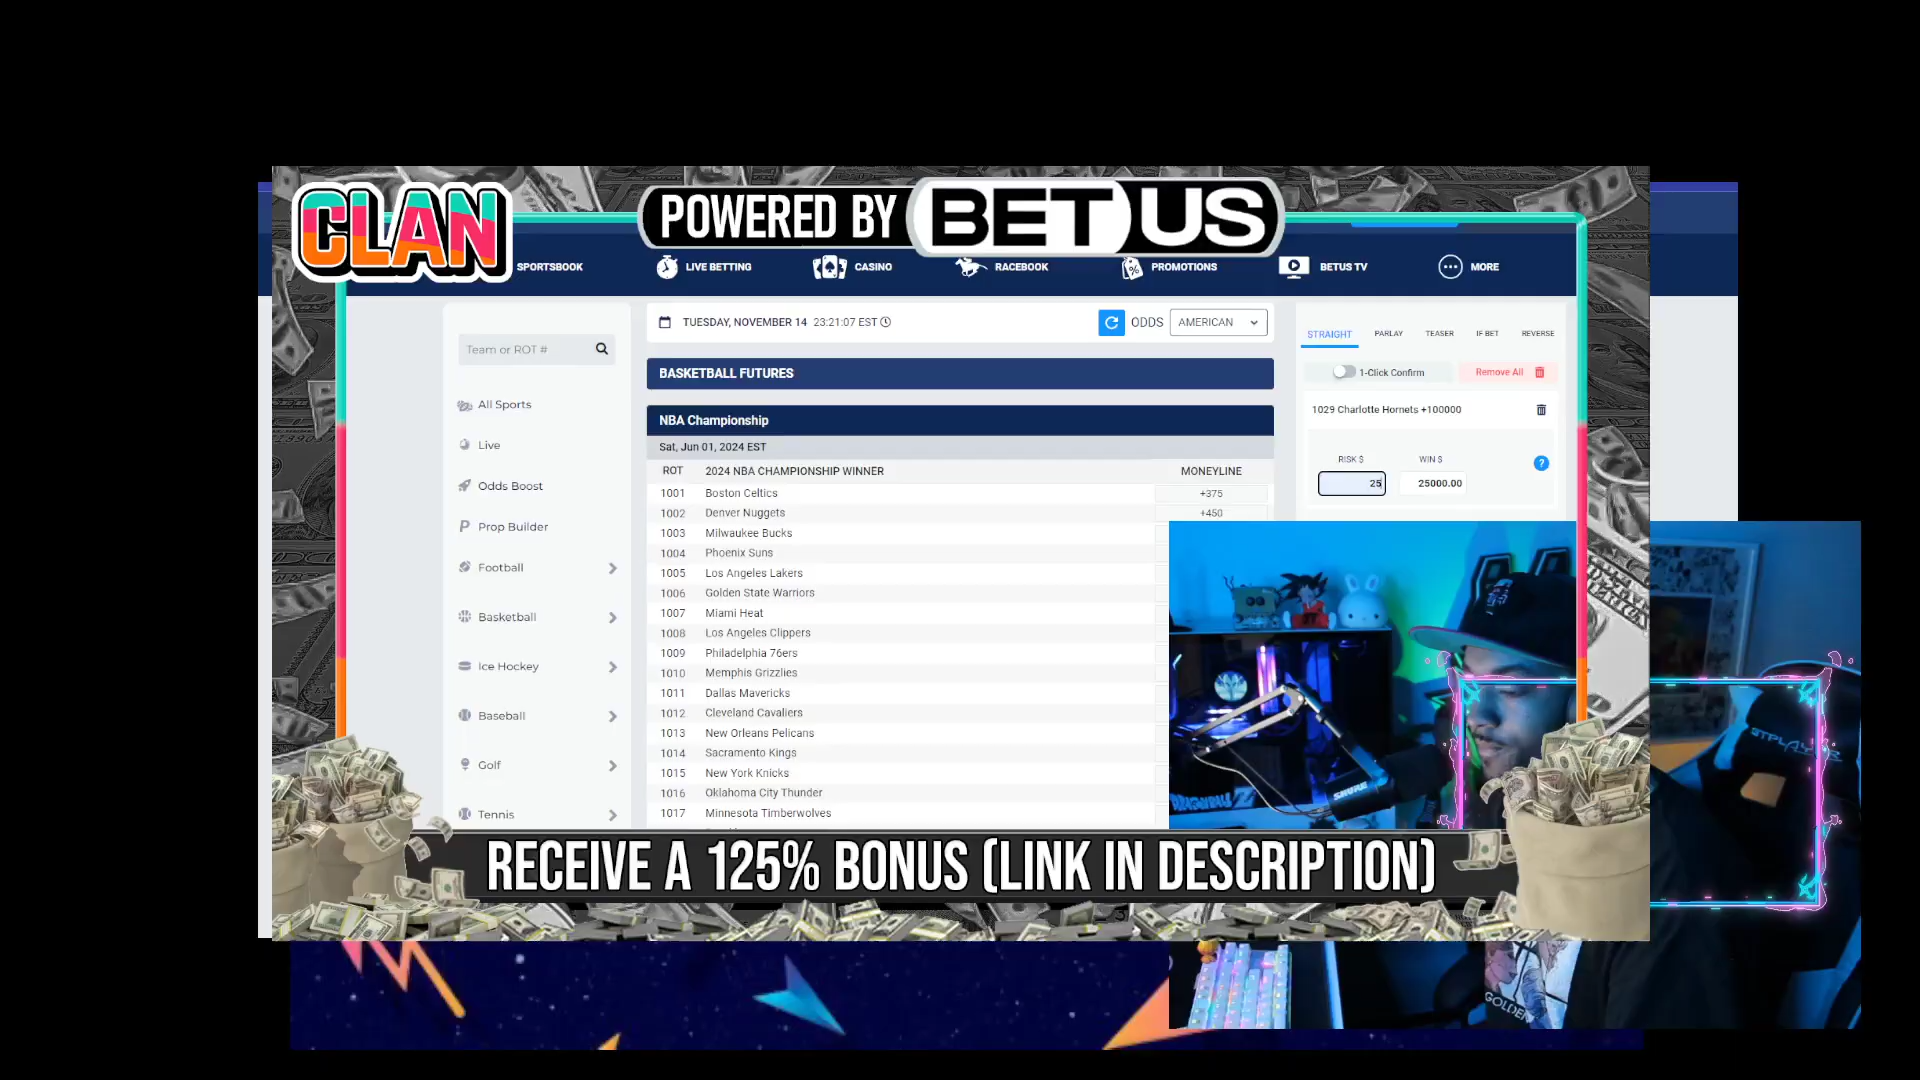 CLAN
POWERED BY BETUS
SPORTSBOOK
LIVE BETTING
CASINO
RACEBOOK
PROMOTIONS
BETUS TV
MORE
Team or ROT #
All Sports
Live
Odds Boost
Prop Builder
Football
Basketball
Ice Hockey
Baseball
Golf
Tennis
TUESDAY, NOVEMBER 14 23:21:07 EST
ODDS AMERICAN
BASKETBALL FUTURES
NBA Championship
Sat, Jun 01, 2024 EST
ROT 2024 NBA CHAMPIONSHIP WINNER MONEYLINE
1001 Boston Celtics +375
1002 Denver Nuggets +450
1003 Milwaukee Bucks
1004 Phoenix Suns
1005 Los Angeles Lakers
1006 Golden State Warriors
1007 Miami Heat
1008 Los Angeles Clippers
1009 Philadelphia 76ers
1010 Memphis Grizzlies
1011 Dallas Mavericks
1012 Cleveland Cavaliers
1013 New Orleans Pelicans
1014 Sacramento Kings
1015 New York Knicks
1016 Oklahoma City Thunder
1017 Minnesota Timberwolves
STRAIGHT PARLAY TEASER IF BET REVERSE
1-Click Confirm Remove All
1029 Charlotte Hornets +100000
RISK $ WIN $
25 25000.00
?
SHURE
DRAGONBALL Z
GOLDEN
RECEIVE A 125% BONUS (LINK IN DESCRIPTION)